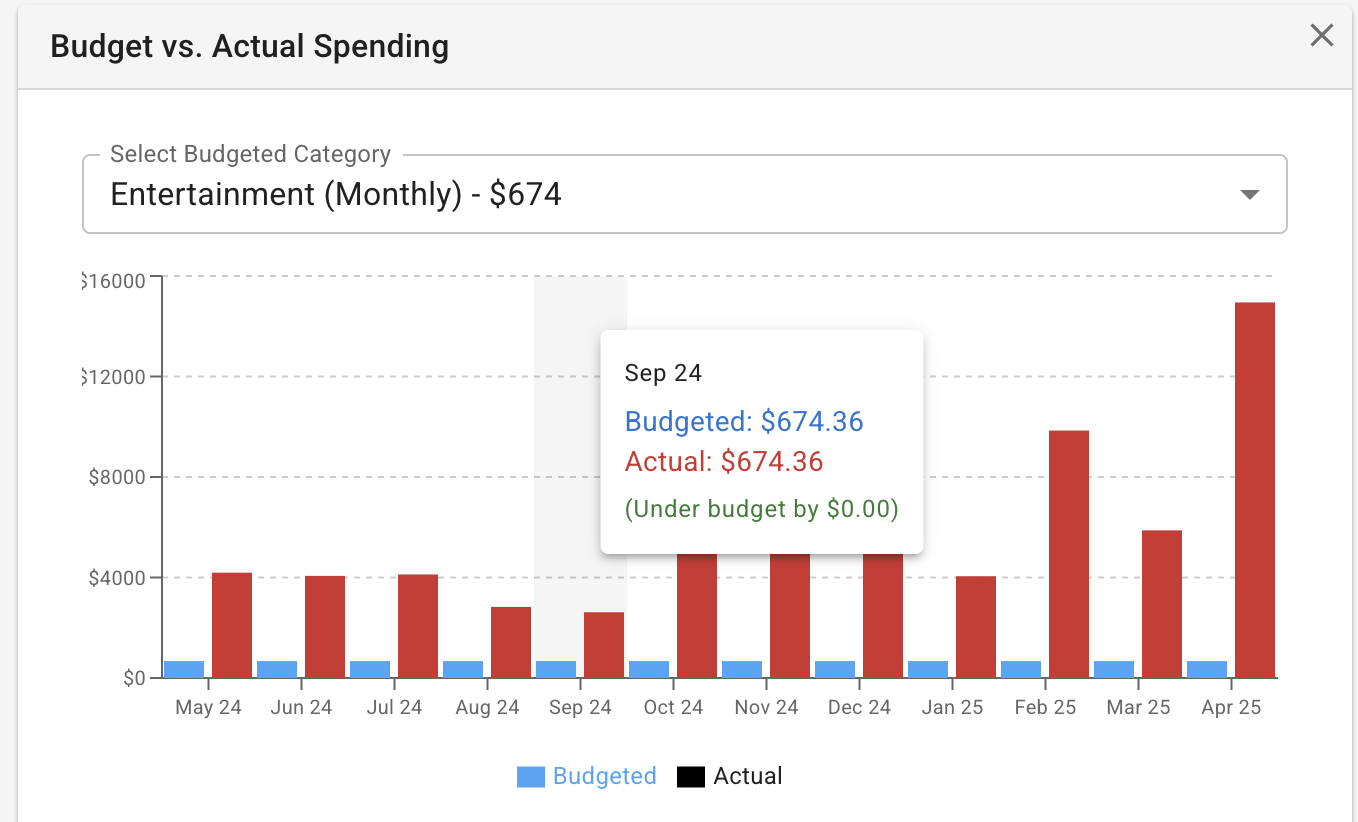 Budget vs. Actual Spending
Select Budgeted Category
Entertainment (Monthly) - $674
$16000
$12000
$8000
$4000
$0
Sep 24
Budgeted: $674.36
Actual: $674.36
(Under budget by $0.00)
May 24 Jun 24 Jul 24 Aug 24 Sep 24 Oct 24 Nov 24 Dec 24 Jan 25 Feb 25 Mar 25 Apr 25
Budgeted Actual